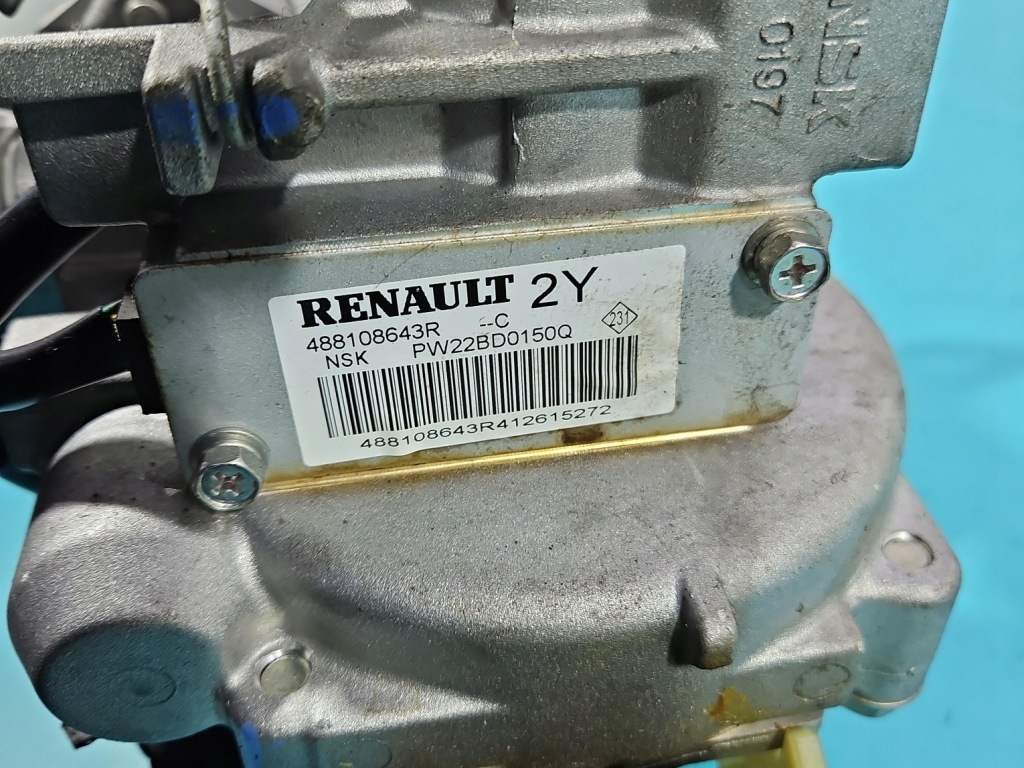 NSK
0197
RENAULT 2Y
488108643R --C
NSK PW22BD0150Q
231
488108643R412615272